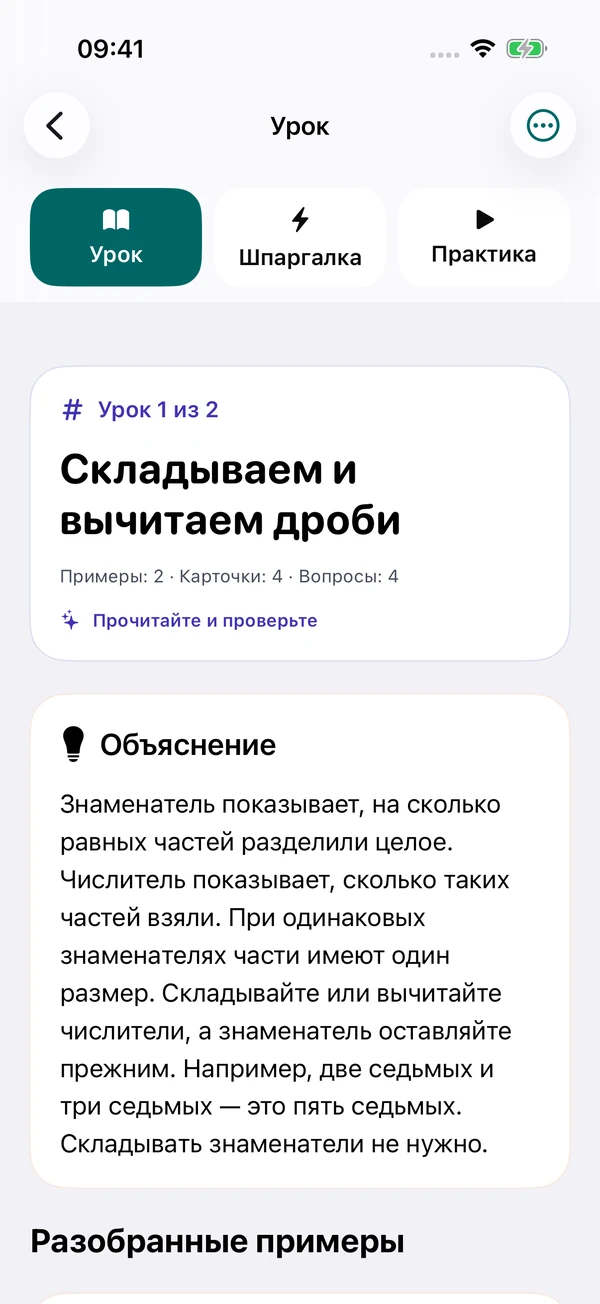 09:41
Урок
Урок
Шпаргалка
Практика
# Урок 1 из 2
Складываем и
вычитаем дроби
Примеры: 2 · Карточки: 4 · Вопросы: 4
Прочитайте и проверьте
Объяснение
Знаменатель показывает, на сколько
равных частей разделили целое.
Числитель показывает, сколько таких
частей взяли. При одинаковых
знаменателях части имеют один
размер. Складывайте или вычитайте
числители, а знаменатель оставляйте
прежним. Например, две седьмых и
три седьмых — это пять седьмых.
Складывать знаменатели не нужно.
Разобранные примеры